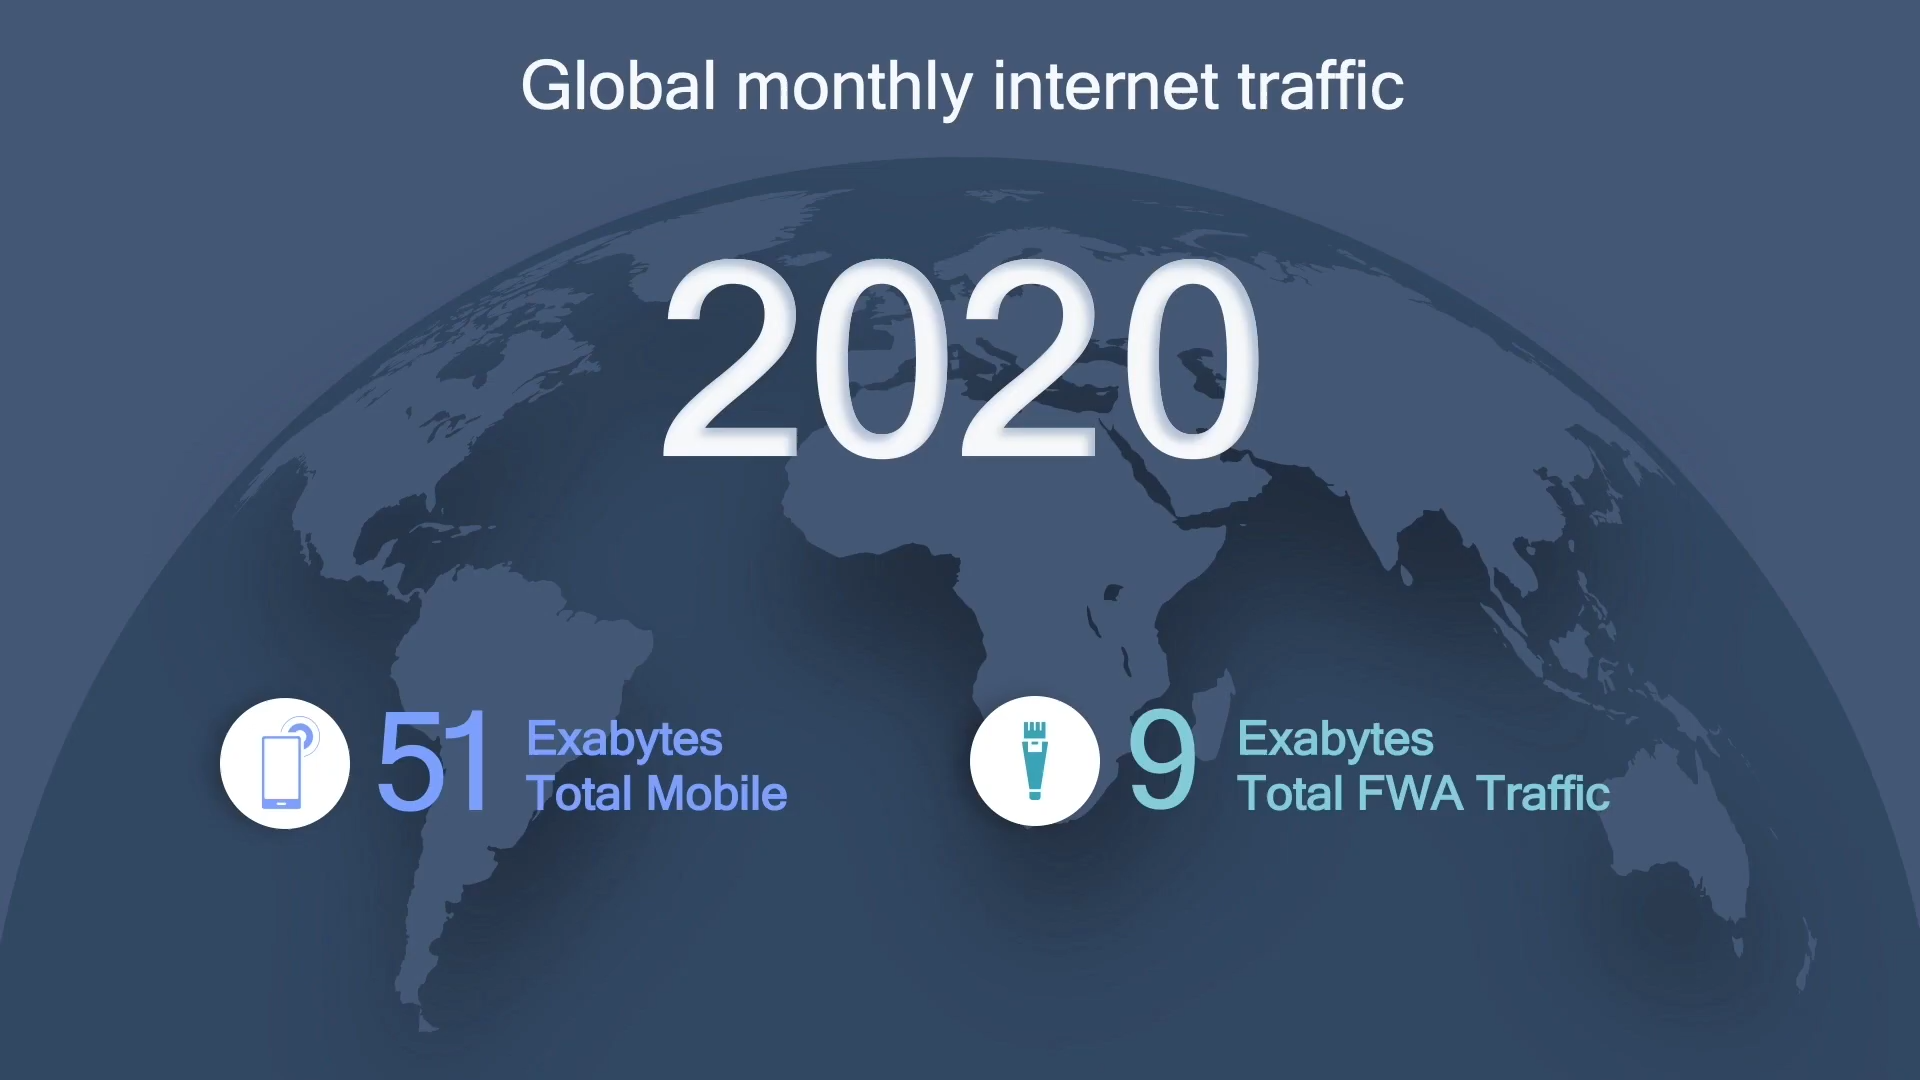 Global monthly internet traffic
2020
51
Exabytes
Total Mobile
9
Exabytes
Total FWA Traffic